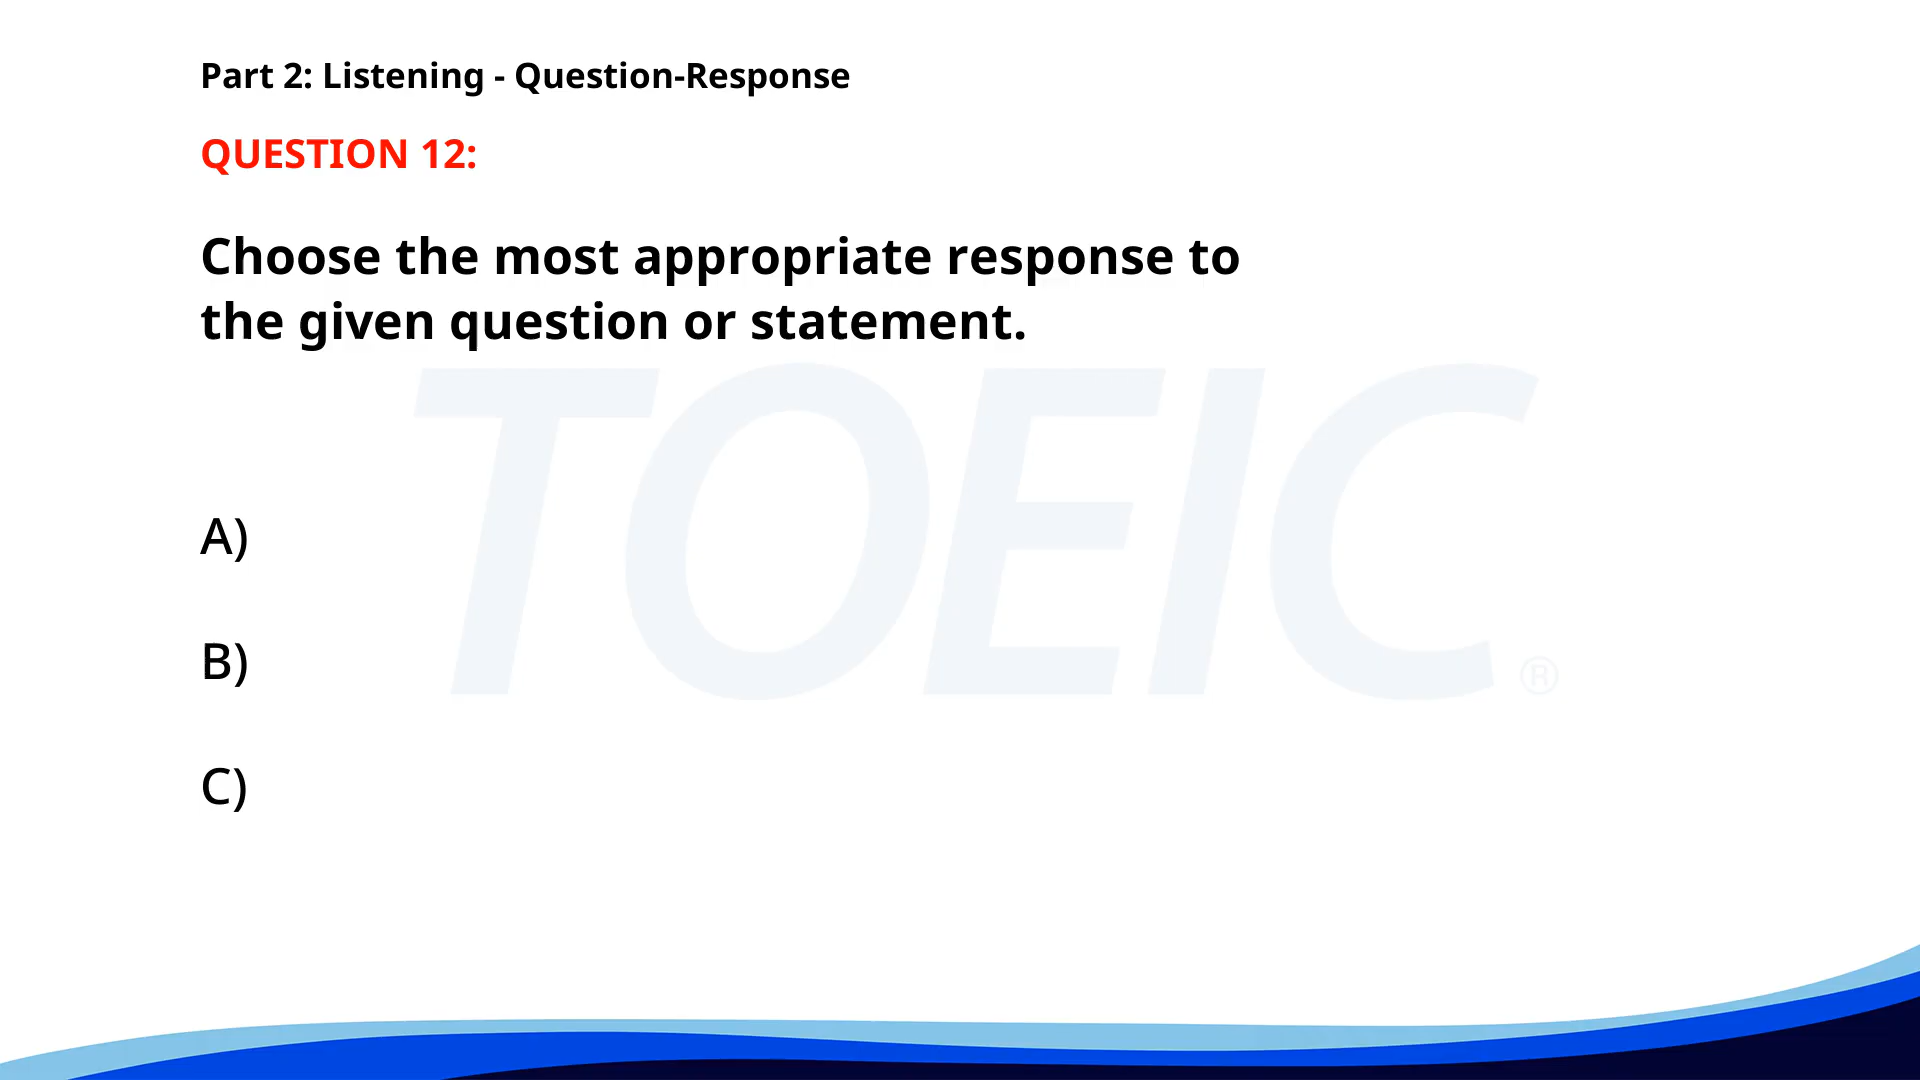 Part 2: Listening - Question-Response
QUESTION 12:
Choose the most appropriate response to
the given question or statement.
TOEIC ®
A)
B)
C)